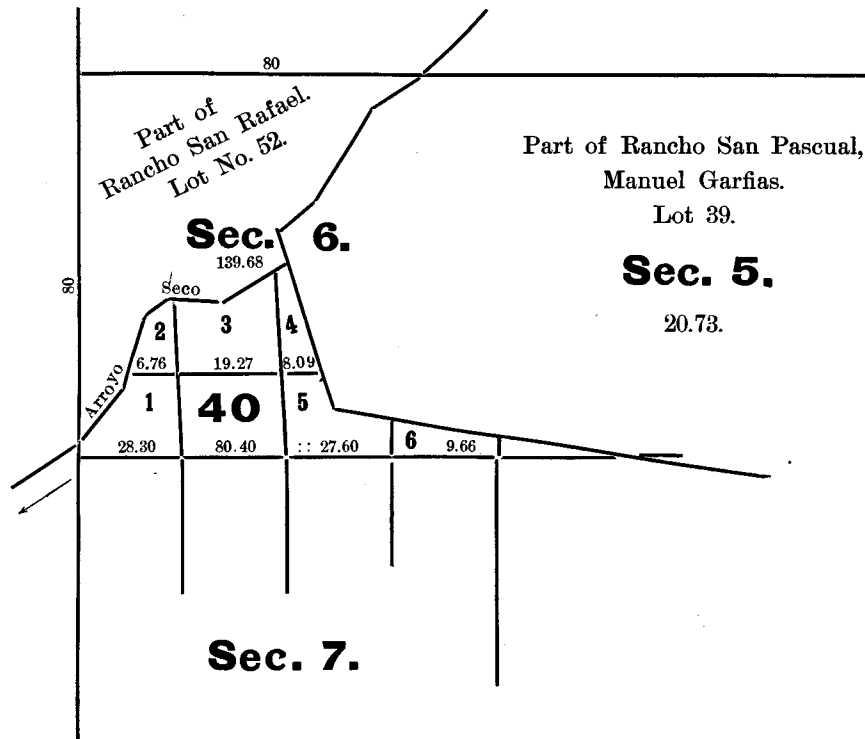 80
Part of
Rancho San Rafael.
Lot No. 52.
Part of Rancho San Pascual,
Manuel Garfias.
Lot 39.
Sec. 6.
139.68
Sec. 5.
20.73.
80
Seco
2
3
4
6.76
19.27
8.09
Arroyo
1
40
5
28.30
80.40
:: 27.60
6
9.66
Sec. 7.